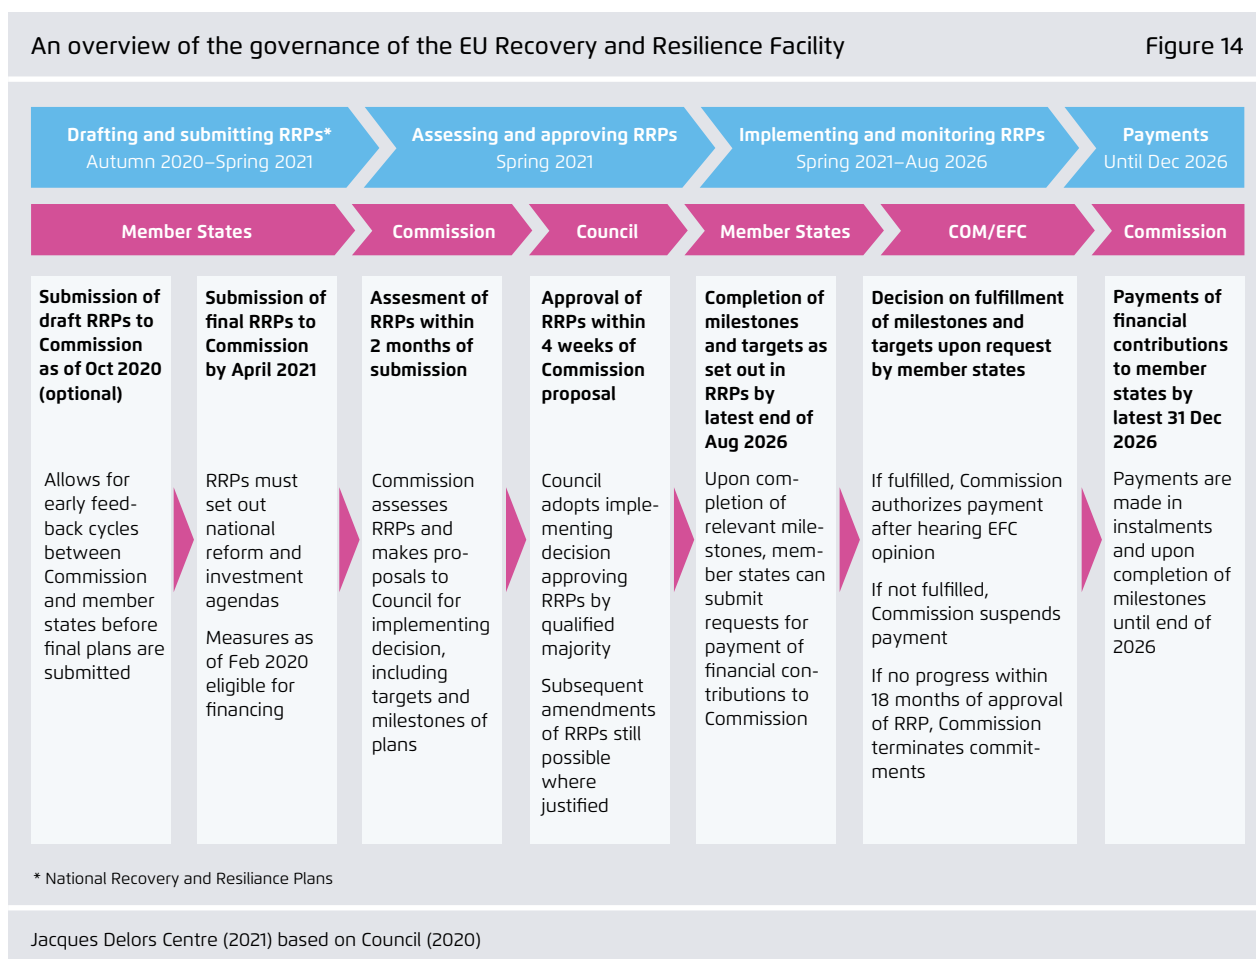 An overview of the governance of the EU Recovery and Resilience Facility
Figure 14
Drafting and submitting RRPs*
Autumn 2020–Spring 2021
Assessing and approving RRPs
Spring 2021
Implementing and monitoring RRPs
Spring 2021–Aug 2026
Payments
Until Dec 2026
Member States
Commission
Council
Member States
COM/EFC
Commission
Submission of
draft RRPs to
Commission
as of Oct 2020
(optional)
Allows for
early feed-
back cycles
between
Commission
and member
states before
final plans are
submitted
Submission of
final RRPs to
Commission
by April 2021
RRPs must
set out
national
reform and
investment
agendas
Measures as
of Feb 2020
eligible for
financing
Assesment of
RRPs within
2 months of
submission
Commission
assesses
RRPs and
makes pro-
posals to
Council for
implementing
decision,
including
targets and
milestones of
plans
Approval of
RRPs within
4 weeks of
Commission
proposal
Council
adopts imple-
menting
decision
approving
RRPs by
qualified
majority
Subsequent
amendments
of RRPs still
possible
where
justified
Completion of
milestones
and targets as
set out in
RRPs by
latest end of
Aug 2026
Upon com-
pletion of
relevant mile-
stones, mem-
ber states can
submit
requests for
payment of
financial con-
tributions to
Commission
Decision on fulfillment
of milestones and
targets upon request
by member states
If fulfilled, Commission
authorizes payment
after hearing EFC
opinion
If not fulfilled,
Commission suspends
payment
If no progress within
18 months of approval
of RRP, Commission
terminates commit-
ments
Payments of
financial
contributions
to member
states by
latest 31 Dec
2026
Payments are
made in
instalments
and upon
completion of
milestones
until end of
2026
* National Recovery and Resiliance Plans
Jacques Delors Centre (2021) based on Council (2020)